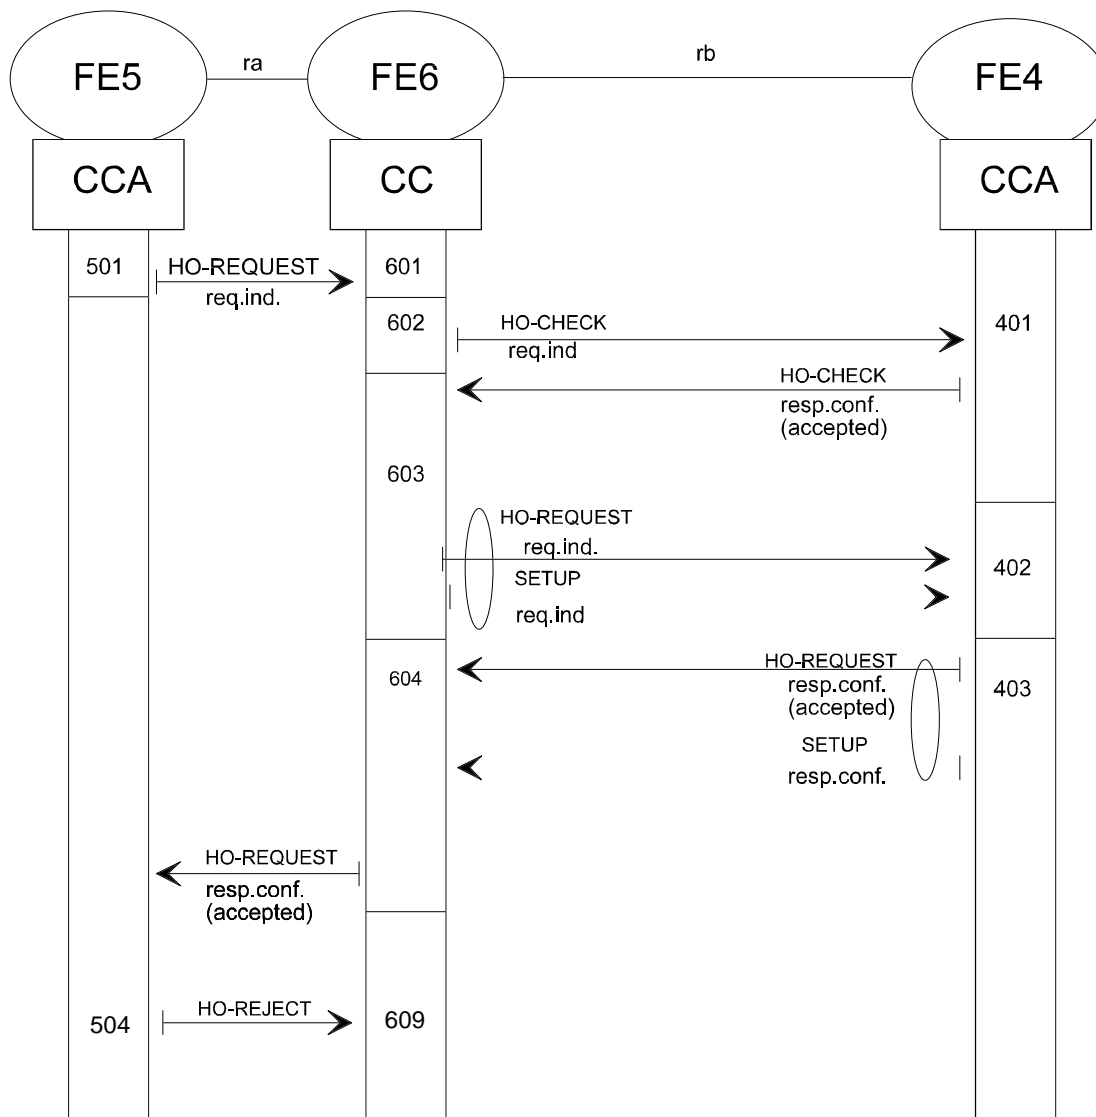 FE5
ra
FE6
rb
FE4
CCA
CC
CCA
501
HO-REQUEST
req.ind.
601
602
HO-CHECK
req.ind
401
HO-CHECK
resp.conf.
(accepted)
603
HO-REQUEST
req.ind.
SETUP
req.ind
402
604
HO-REQUEST
resp.conf.
(accepted)
SETUP
resp.conf.
403
HO-REQUEST
resp.conf.
(accepted)
504
HO-REJECT
609